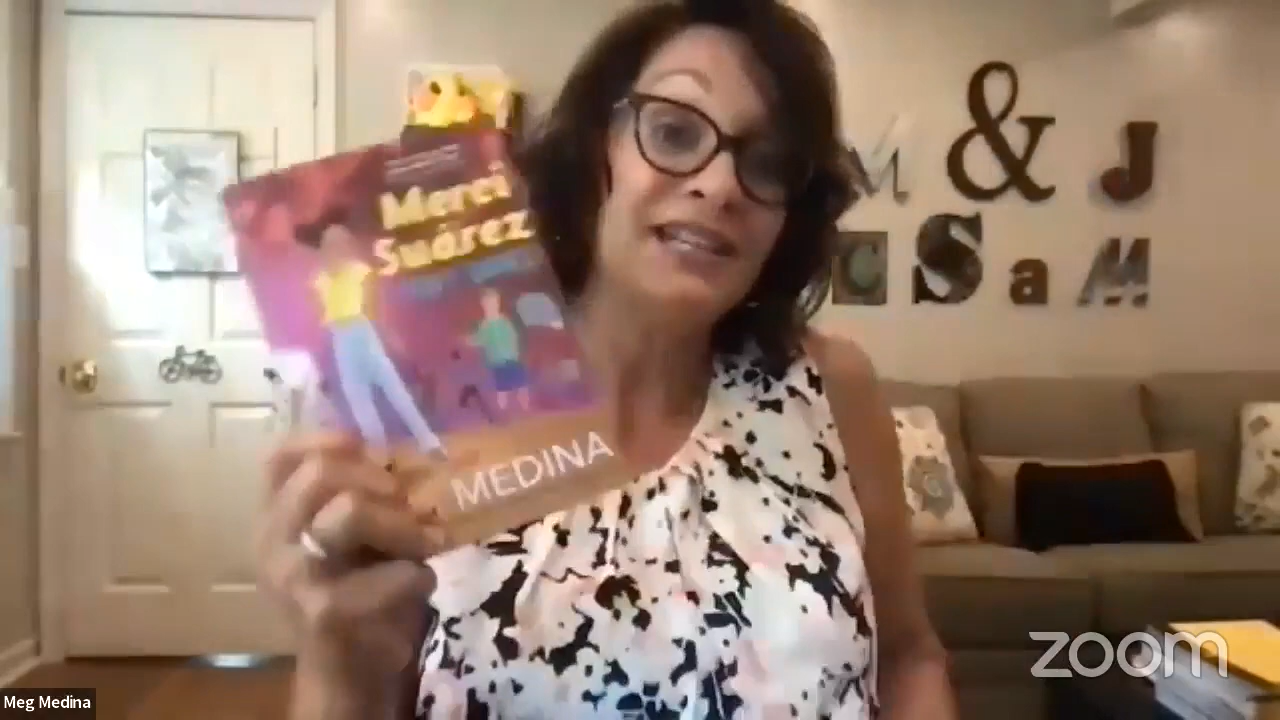 Merci
Suárez
MEDINA
M & J
C S a M
zoom
Meg Medina